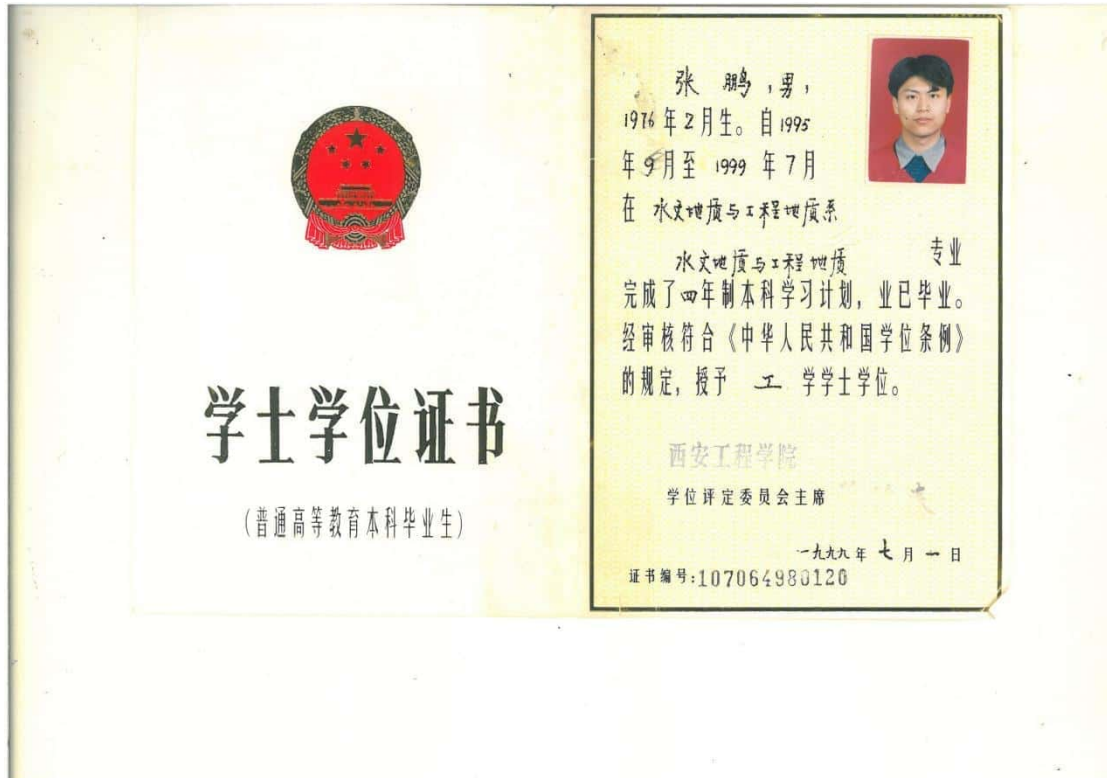 学士学位证书
(普通高等教育本科毕业生)
张鹏,男,
1976年2月生。自1995
年9月至1999年7月
在水文地质与工程地质系
水文地质与工程地质 专业
完成了四年制本科学习计划,业已毕业。
经审核符合《中华人民共和国学位条例》
的规定,授予 工 学学士学位。
西安工程学院
学位评定委员会主席
一九九九年七月一日
证书编号:107064980120